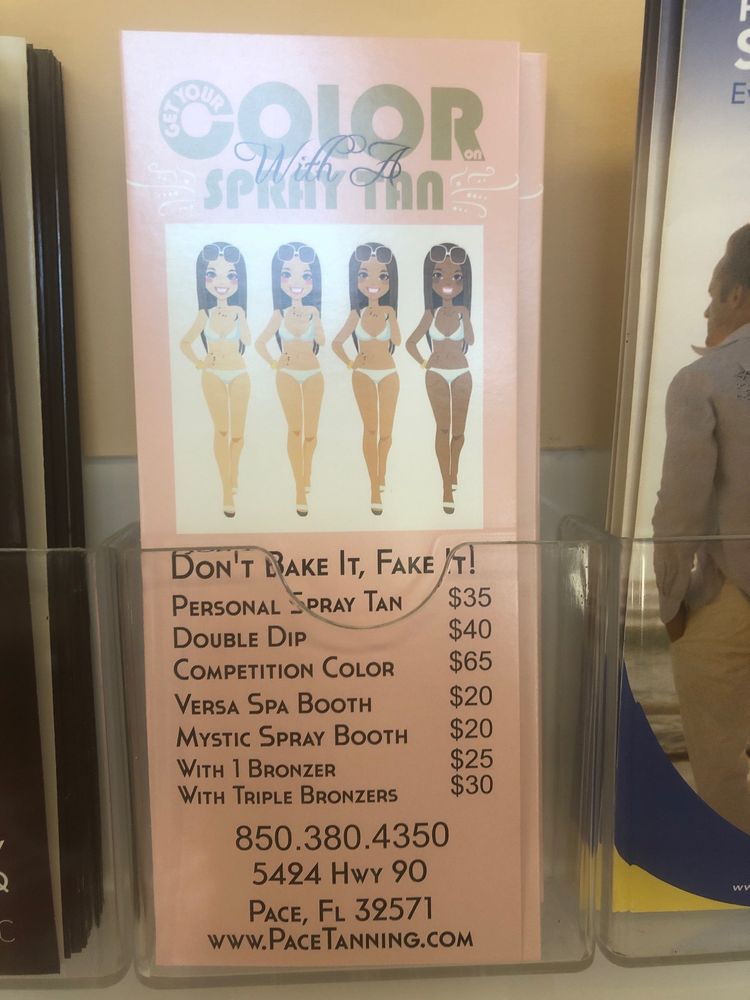 GET YOUR
COLOR
on
With A
SPRAY TAN
DON'T BAKE IT, FAKE IT!
PERSONAL SPRAY TAN $35
DOUBLE DIP $40
COMPETITION COLOR $65
VERSA SPA BOOTH $20
MYSTIC SPRAY BOOTH $20
WITH 1 BRONZER $25
WITH TRIPLE BRONZERS $30
850.380.4350
5424 HWY 90
PACE, FL 32571
WWW.PACETANNING.COM